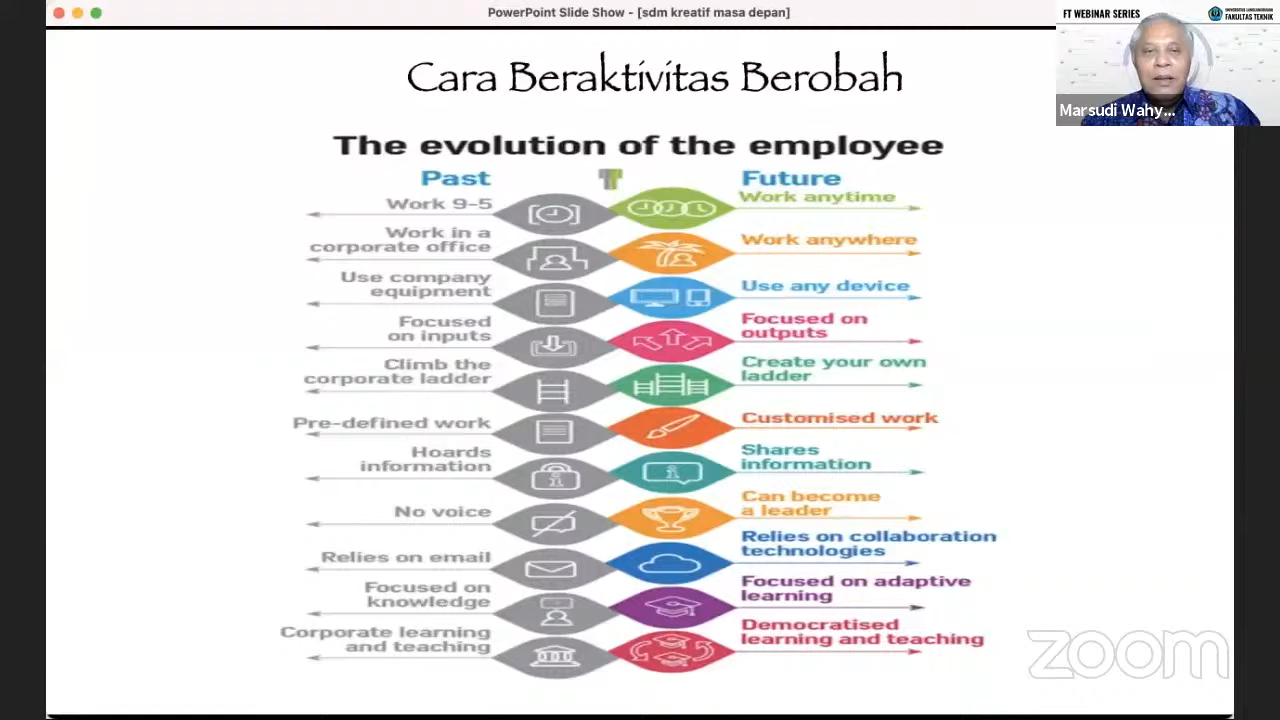 PowerPoint Slide Show - [sdm kreatif masa depan]
FT WEBINAR SERIES
UNIVERSITAS LANGLANGBUANA
FAKULTAS TEKNIK
Marsudi Wahy...
Cara Beraktivitas Berobah
The evolution of the employee
Past
Future
Work 9-5
Work anytime
Work in a
corporate office
Work anywhere
Use company
equipment
Use any device
Focused
on inputs
Focused on
outputs
Climb the
corporate ladder
Create your own
ladder
Pre-defined work
Customised work
Hoards
information
Shares
information
No voice
Can become
a leader
Relies on email
Relies on collaboration
technologies
Focused on
knowledge
Focused on adaptive
learning
Corporate learning
and teaching
Democratised
learning and teaching
zoom